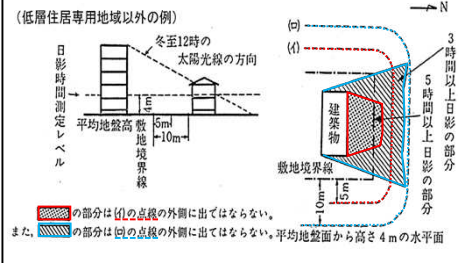 (低層住居専用地域以外の例)
冬至12時の
太陽光線の方向
日影時間測定レベル
4m
5m
10m
平均地盤高
敷地境界線
N
(ロ)
(イ)
3時間以上日影の部分
5時間以上日影の部分
建築物
敷地境界線
5m
10m
の部分は(イ)の点線の外側に出てはならない。
また、の部分は(ロ)の点線の外側に出てはならない。
平均地盤面から高さ4mの水平面